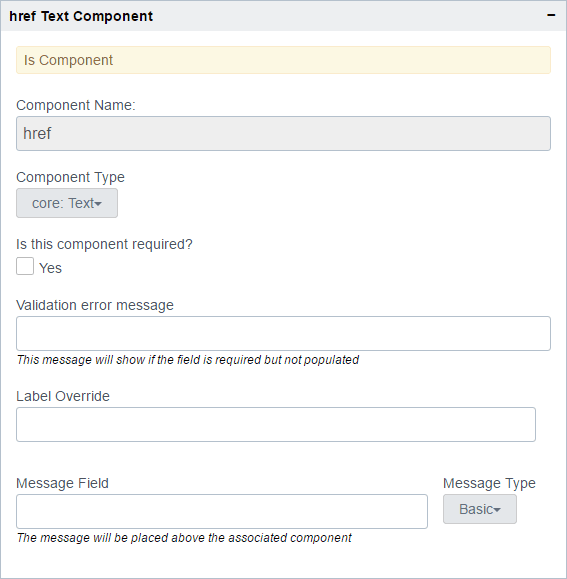 href Text Component
Is Component
Component Name:
href
Component Type
core: Text
Is this component required?
Yes
Validation error message
This message will show if the field is required but not populated
Label Override
Message Field Message Type
Basic
The message will be placed above the associated component